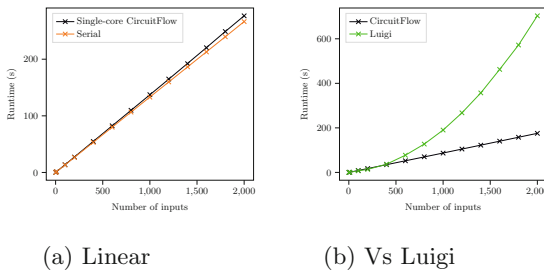 Single-core CircuitFlow
Serial
Runtime (s)
200
100
0
0
500
1,000
1,500
2,000
Number of inputs
(a) Linear
CircuitFlow
Luigi
Runtime (s)
600
400
200
0
0
500
1,000
1,500
2,000
Number of inputs
(b) Vs Luigi